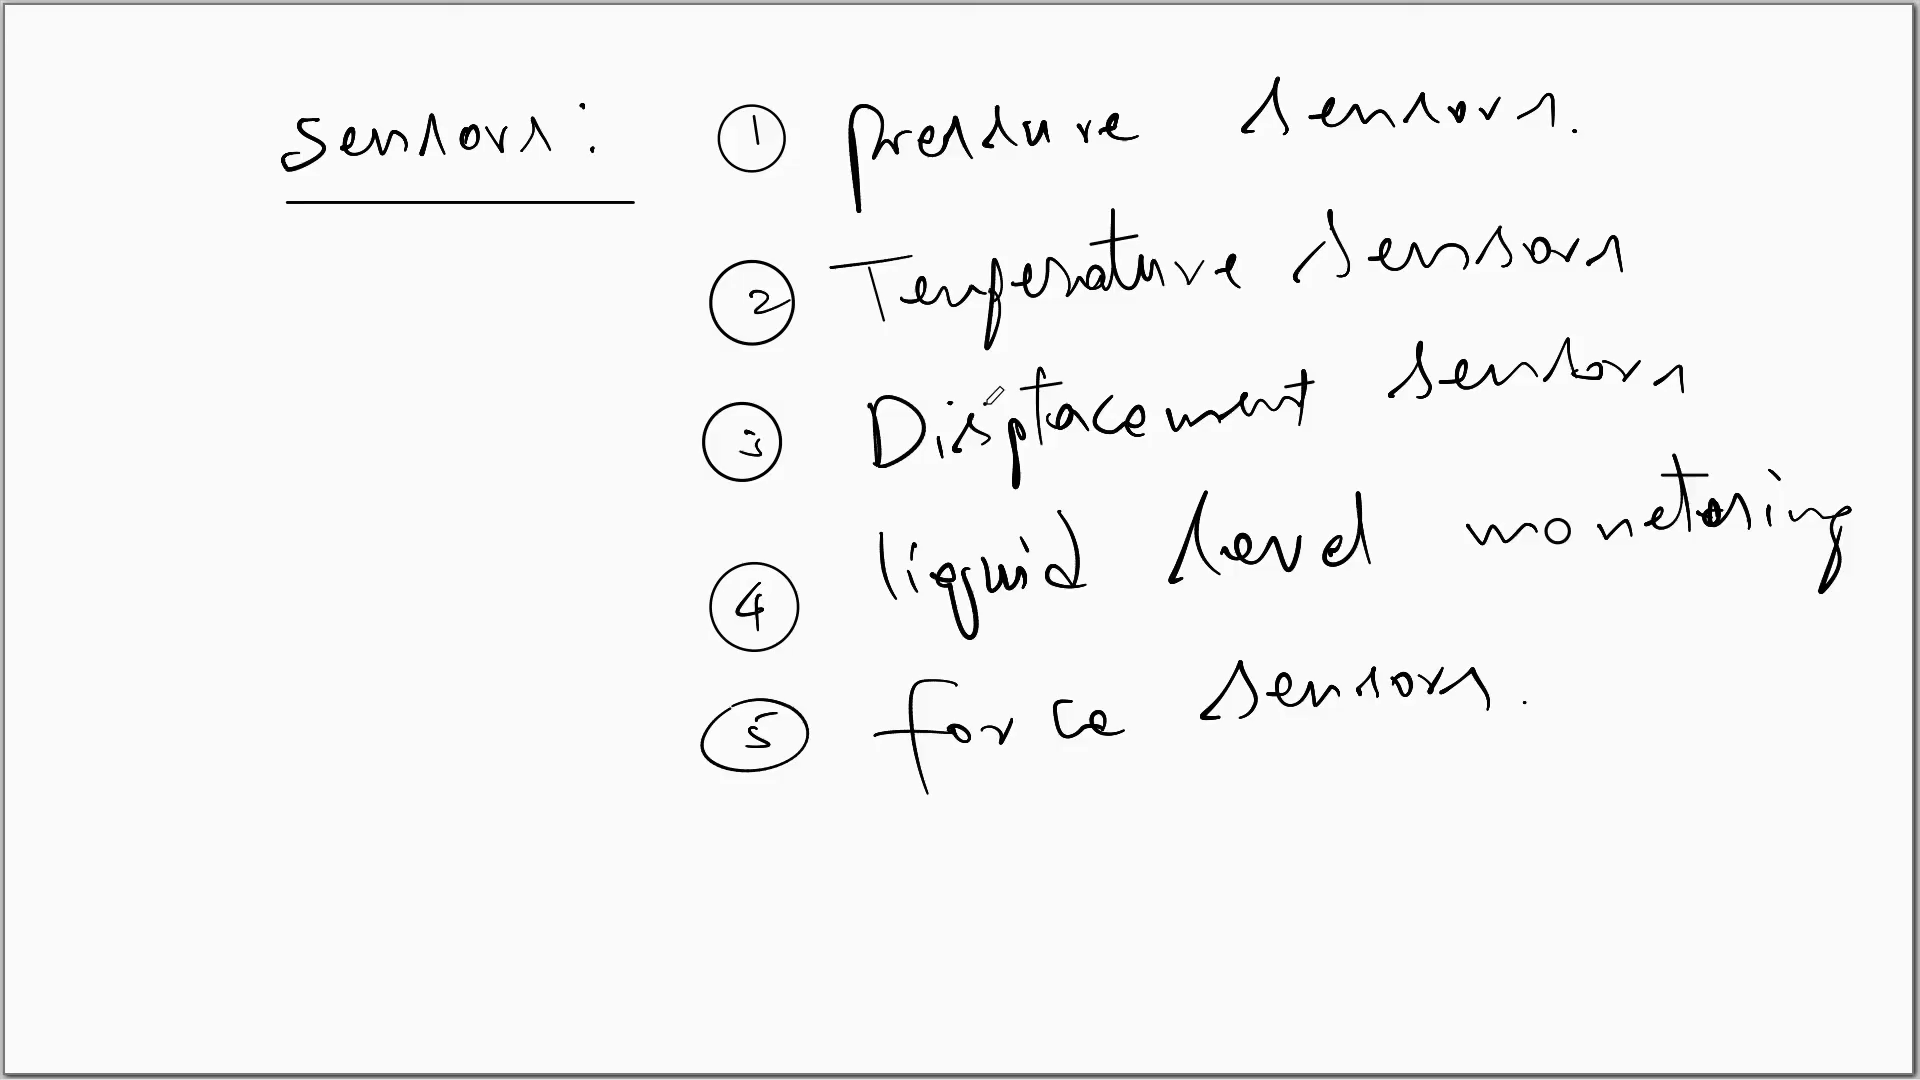 sensors: ① pressure sensors.
② Temperature sensors
③ Displacement sensors
④ liquid level monetoring
⑤ force sensors.